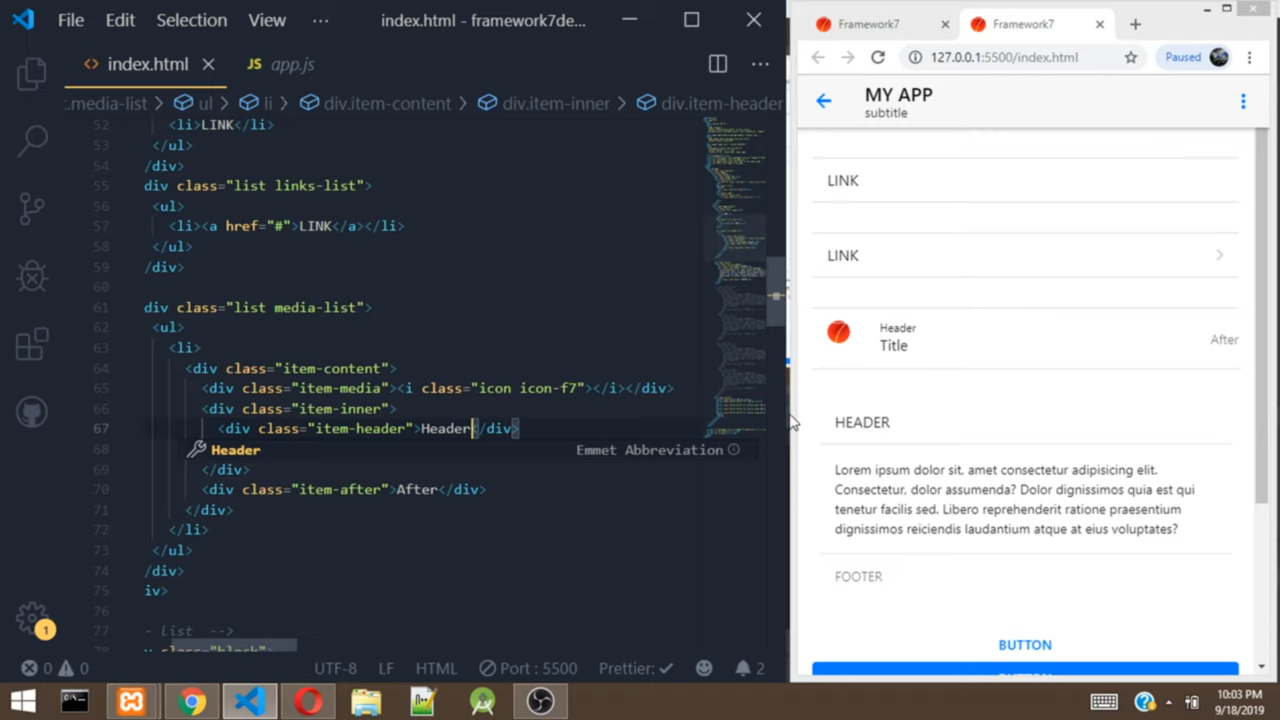 File Edit Selection View ··· index.html - framework7de...
<> index.html JS app.js
.media-list > ul > li > div.item-content > div.item-inner > div.item-header
52 <li>LINK</li>
53 </ul>
54 /div>
55 div class="list links-list">
56 <ul>
57 <li><a href="#">LINK</a></li>
58 </ul>
59 /div>
60
61 div class="list media-list">
62 <ul>
63 <li>
64 <div class="item-content">
65 <div class="item-media"><i class="icon icon-f7"></i></div>
66 <div class="item-inner">
67 <div class="item-header">Header</div>
68 Header Emmet Abbreviation
69 </div>
70 <div class="item-after">After</div>
71 </div>
72 </li>
73 </ul>
74 /div>
75 iv>
76
77 - list -->
78
0 0 UTF-8 LF HTML Port : 5500 Prettier: 2
1
Framework7 Framework7
127.0.0.1:5500/index.html Paused
MY APP
subtitle
LINK
LINK
Header
Title
After
HEADER
Lorem ipsum dolor sit, amet consectetur adipisicing elit.
Consectetur, dolor assumenda? Dolor dignissimos quia est qui
tenetur facilis sed. Libero reprehenderit ratione praesentium
dignissimos reiciendis laudantium atque at eius voluptates?
FOOTER
BUTTON
10:03 PM
9/18/2019